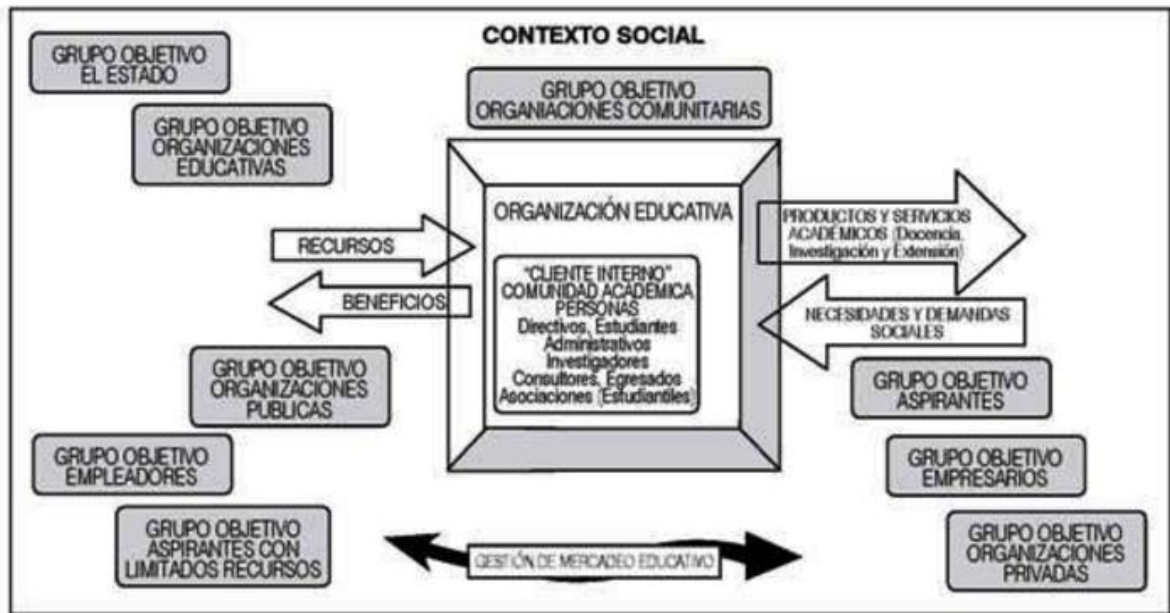 CONTEXTO SOCIAL
GRUPO OBJETIVO
EL ESTADO
GRUPO OBJETIVO
ORGANIACIONES COMUNITARIAS
GRUPO OBJETIVO
ORGANIZACIONES
EDUCATIVAS
ORGANIZACIÓN EDUCATIVA
PRODUCTOS Y SERVICIOS
ACADÉMICOS (Docencia,
Investigación y Extensión)
RECURSOS
BENEFICIOS
"CLIENTE INTERNO"
COMUNIDAD ACADEMICA
PERSONAS
Directivos, Estudiantes
Administrativos
Investigadores
Consultores, Egresados
Asociaciones (Estudiantiles)
NECESIDADES Y DEMANDAS
SOCIALES
GRUPO OBJETIVO
ORGANIZACIONES
PUBLICAS
GRUPO OBJETIVO
ASPIRANTES
GRUPO OBJETIVO
EMPLEADORES
GRUPO OBJETIVO
EMPRESARIOS
GRUPO OBJETIVO
ASPIRANTES CON
LIMITADOS RECURSOS
GESTIÓN DE MERCADEO EDUCATIVO
GRUPO OBJETIVO
ORGANIZACIONES
PRIVADAS